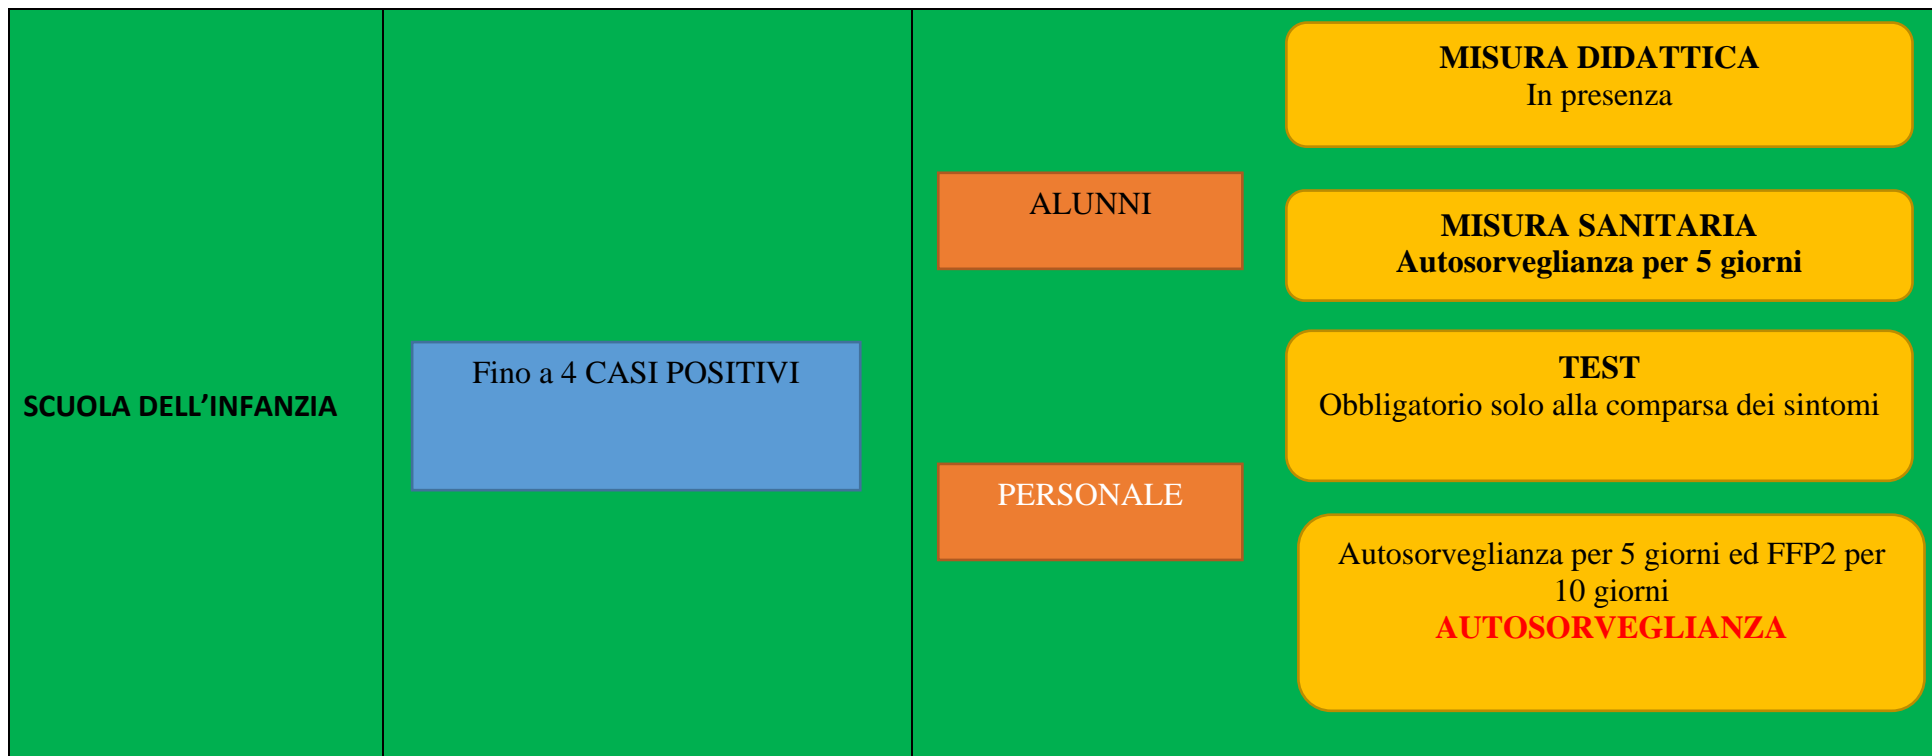 SCUOLA DELL'INFANZIA
Fino a 4 CASI POSITIVI
ALUNNI
PERSONALE
MISURA DIDATTICA
In presenza
MISURA SANITARIA
Autosorveglianza per 5 giorni
TEST
Obbligatorio solo alla comparsa dei sintomi
Autosorveglianza per 5 giorni ed FFP2 per
10 giorni
AUTOSORVEGLIANZA